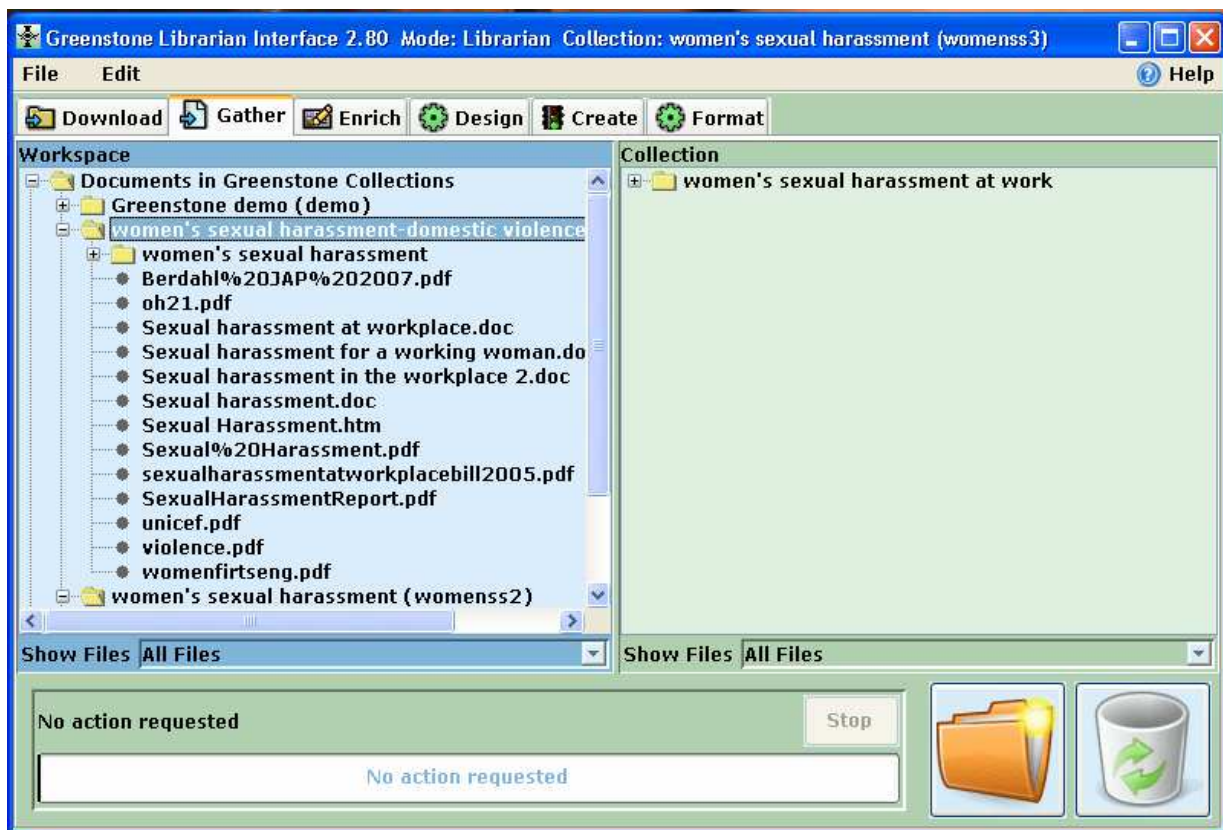 Greenstone Librarian Interface 2.80 Mode: Librarian Collection: women's sexual harassment (womenss3)
File Edit Help
Download Gather Enrich Design Create Format
Workspace
Documents in Greenstone Collections
Greenstone demo (demo)
women's sexual harassment-domestic violence
women's sexual harassment
Berdahl%20JAP%202007.pdf
oh21.pdf
Sexual harassment at workplace.doc
Sexual harassment for a working woman.do
Sexual harassment in the workplace 2.doc
Sexual harassment.doc
Sexual Harassment.htm
Sexual%20Harassment.pdf
sexualharassmentatworkplacebill2005.pdf
SexualHarassmentReport.pdf
unicef.pdf
violence.pdf
womenfirtseng.pdf
women's sexual harassment (womenss2)
Show Files All Files
Collection
women's sexual harassment at work
Show Files All Files
No action requested
Stop
No action requested